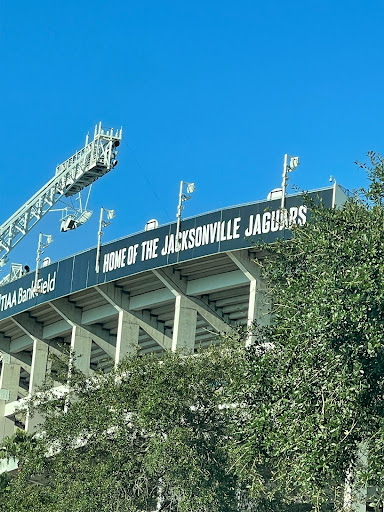 TIAA Bank Field
HOME OF THE JACKSONVILLE JAGUARS